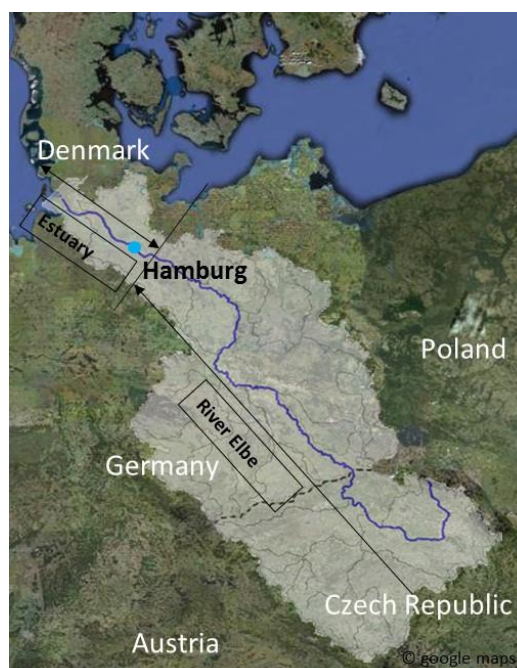 Denmark
Estuary
Hamburg
Poland
River Elbe
Germany
Czech Republic
Austria
© google maps